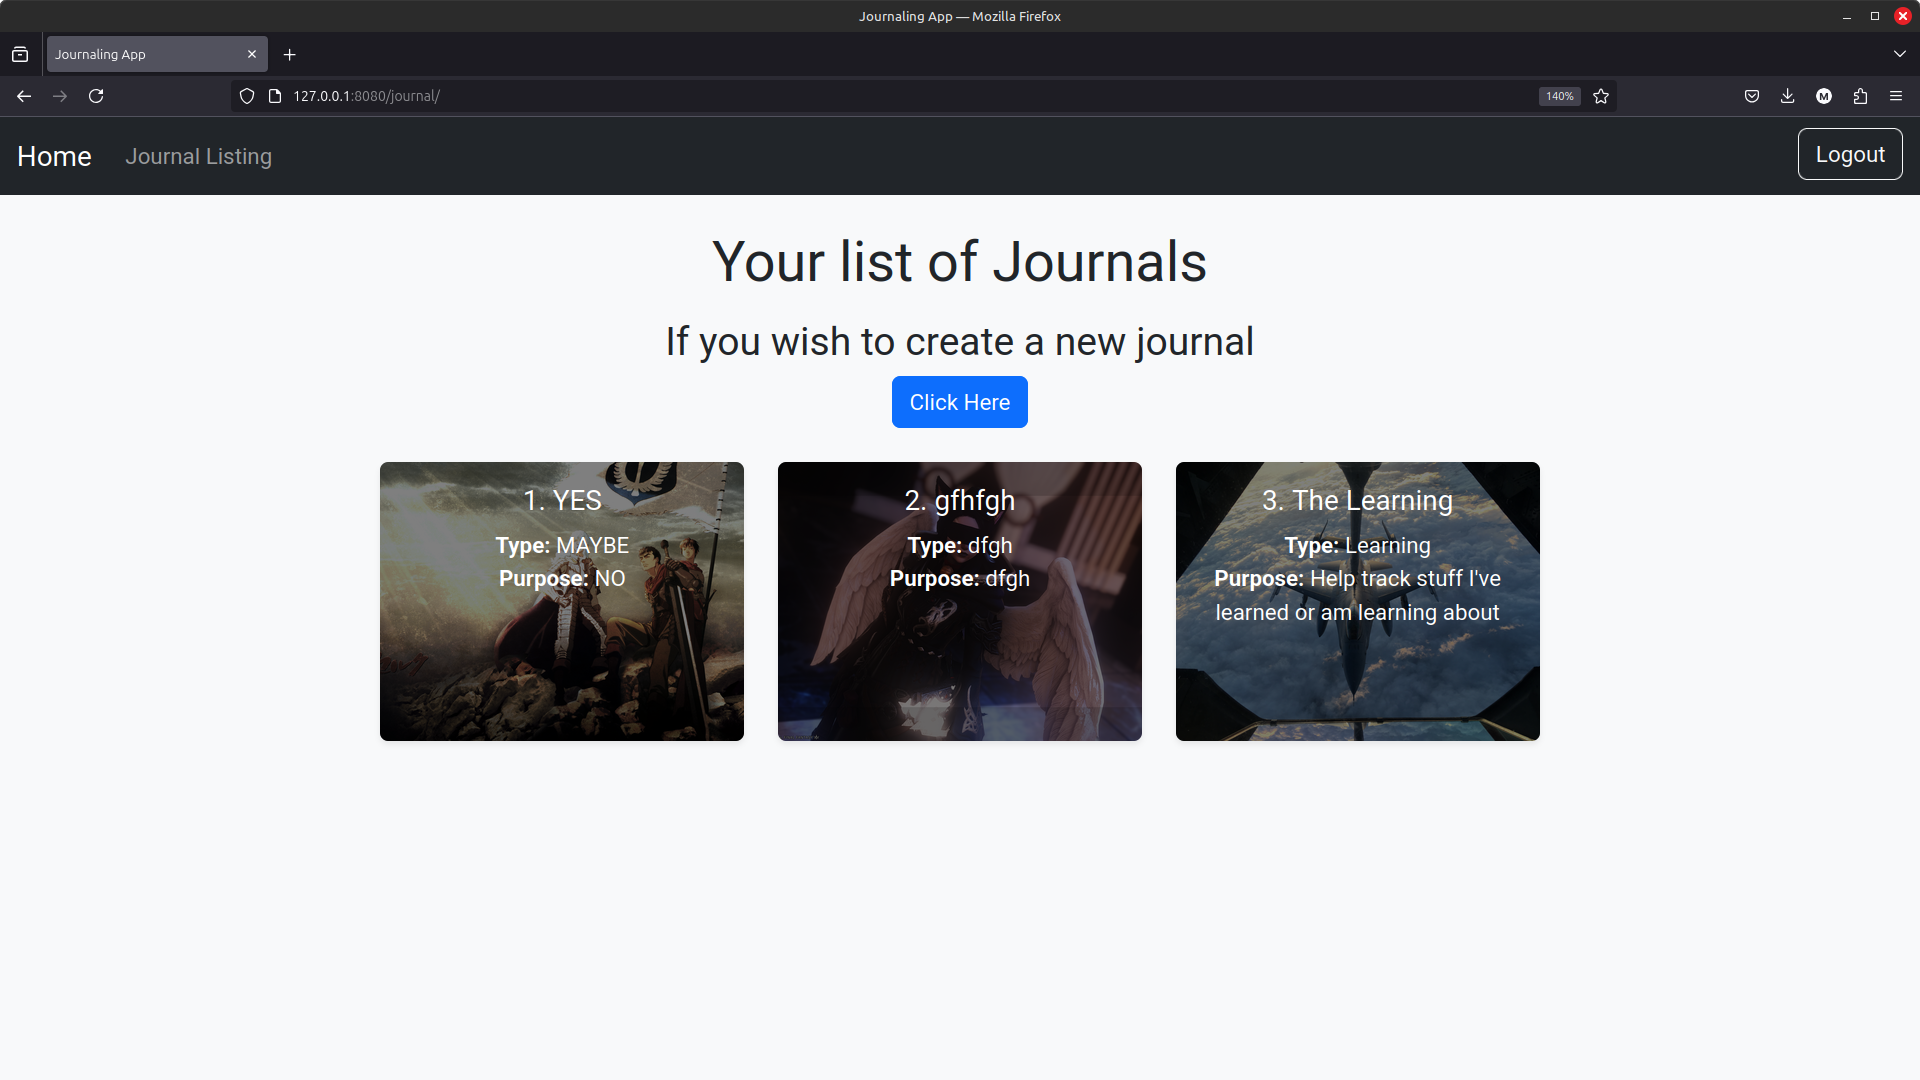 Journaling App — Mozilla Firefox
Journaling App
127.0.0.1:8080/journal/
140%
M
Home
Journal Listing
Logout
Your list of Journals
If you wish to create a new journal
Click Here
1. YES
Type: MAYBE
Purpose: NO
2. gfhfgh
Type: dfgh
Purpose: dfgh
3. The Learning
Type: Learning
Purpose: Help track stuff I've
learned or am learning about